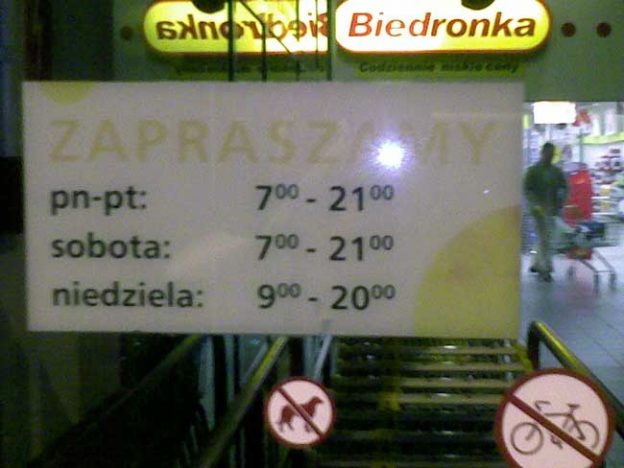 Biedronka
Biedronka
Codziennie niskie ceny
ZAPRASZAMY
pn-pt: 7⁰⁰ - 21⁰⁰
sobota: 7⁰⁰ - 21⁰⁰
niedziela: 9⁰⁰ - 20⁰⁰